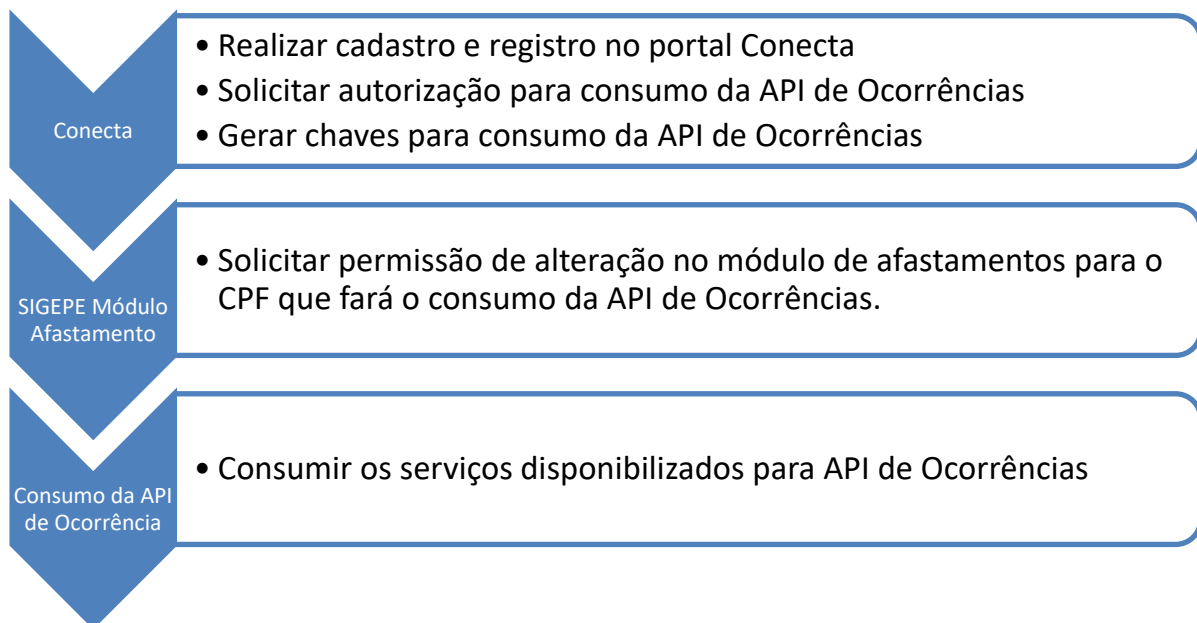 Conecta
• Realizar cadastro e registro no portal Conecta
• Solicitar autorização para consumo da API de Ocorrências
• Gerar chaves para consumo da API de Ocorrências
SIGEPE Módulo
Afastamento
• Solicitar permissão de alteração no módulo de afastamentos para o
CPF que fará o consumo da API de Ocorrências.
Consumo da API
de Ocorrência
• Consumir os serviços disponibilizados para API de Ocorrências